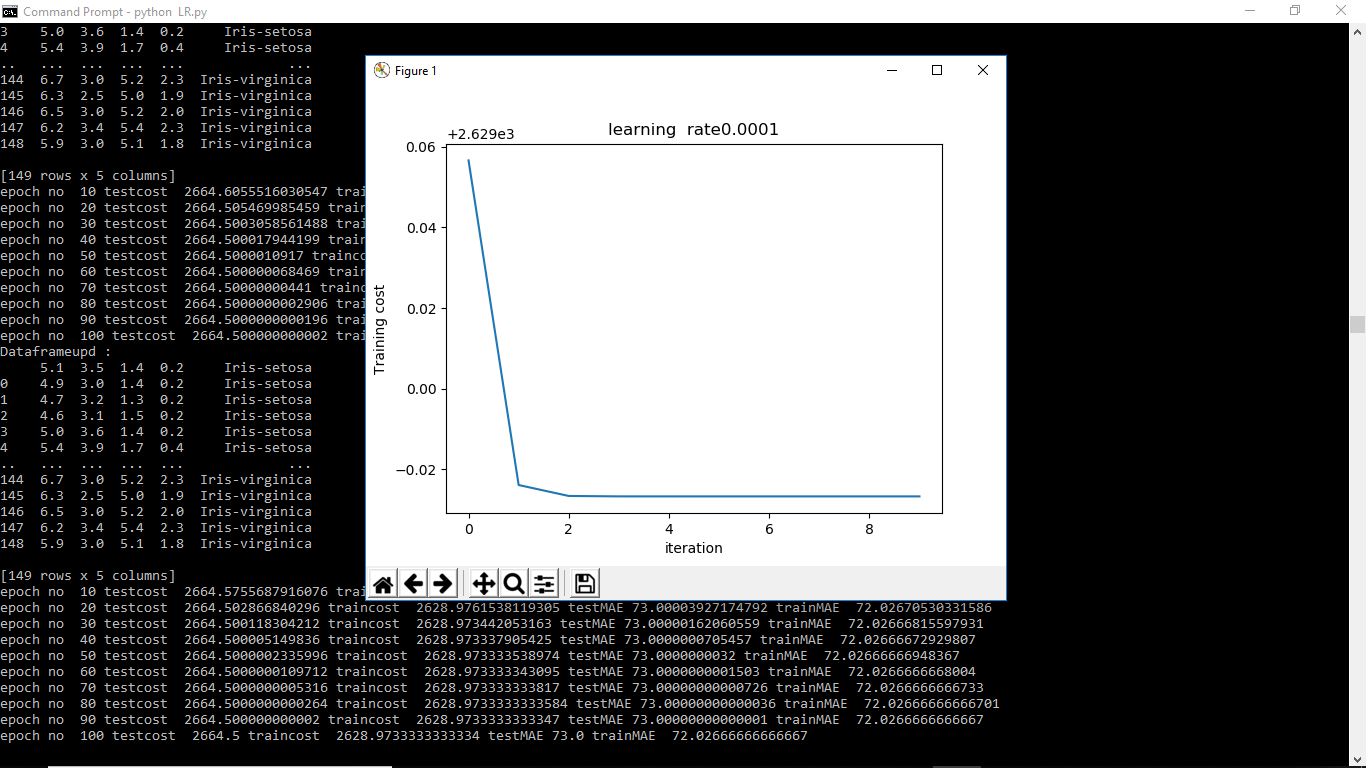 Command Prompt - python LR.py
3 5.0 3.6 1.4 0.2 Iris-setosa
4 5.4 3.9 1.7 0.4 Iris-setosa
.. ... ... ... ... ...
144 6.7 3.0 5.2 2.3 Iris-virginica
145 6.3 2.5 5.0 1.9 Iris-virginica
146 6.5 3.0 5.2 2.0 Iris-virginica
147 6.2 3.4 5.4 2.3 Iris-virginica
148 5.9 3.0 5.1 1.8 Iris-virginica
[149 rows x 5 columns]
epoch no 10 testcost 2664.6055516030547 trai
epoch no 20 testcost 2664.505469985459 train
epoch no 30 testcost 2664.5003058561488 trai
epoch no 40 testcost 2664.500017944199 train
epoch no 50 testcost 2664.5000010917 trainco
epoch no 60 testcost 2664.500000068469 train
epoch no 70 testcost 2664.50000000441 trainc
epoch no 80 testcost 2664.5000000002906 trai
epoch no 90 testcost 2664.5000000000196 trai
epoch no 100 testcost 2664.500000000002 trai
Dataframeupd :
5.1 3.5 1.4 0.2 Iris-setosa
0 4.9 3.0 1.4 0.2 Iris-setosa
1 4.7 3.2 1.3 0.2 Iris-setosa
2 4.6 3.1 1.5 0.2 Iris-setosa
3 5.0 3.6 1.4 0.2 Iris-setosa
4 5.4 3.9 1.7 0.4 Iris-setosa
.. ... ... ... ... ...
144 6.7 3.0 5.2 2.3 Iris-virginica
145 6.3 2.5 5.0 1.9 Iris-virginica
146 6.5 3.0 5.2 2.0 Iris-virginica
147 6.2 3.4 5.4 2.3 Iris-virginica
148 5.9 3.0 5.1 1.8 Iris-virginica
[149 rows x 5 columns]
epoch no 10 testcost 2664.5755687916076 trai
epoch no 20 testcost 2664.502866840296 traincost 2628.9761538119305 testMAE 73.00003927174792 trainMAE 72.02670530331586
epoch no 30 testcost 2664.500118304212 traincost 2628.973442053163 testMAE 73.00000162060559 trainMAE 72.02666815597931
epoch no 40 testcost 2664.500005149836 traincost 2628.973337905425 testMAE 73.0000000705457 trainMAE 72.02666672929807
epoch no 50 testcost 2664.5000002335996 traincost 2628.973333538974 testMAE 73.0000000032 trainMAE 72.02666666948367
epoch no 60 testcost 2664.5000000109712 traincost 2628.973333343095 testMAE 73.0000000001503 trainMAE 72.0266666668004
epoch no 70 testcost 2664.5000000005316 traincost 2628.973333333817 testMAE 73.00000000000726 trainMAE 72.0266666666733
epoch no 80 testcost 2664.5000000000264 traincost 2628.9733333333584 testMAE 73.00000000000036 trainMAE 72.02666666666701
epoch no 90 testcost 2664.500000000002 traincost 2628.9733333333347 testMAE 73.00000000000001 trainMAE 72.0266666666667
epoch no 100 testcost 2664.5 traincost 2628.9733333333334 testMAE 73.0 trainMAE 72.02666666666667
Figure 1
learning rate0.0001
+2.629e3
0.06
0.04
0.02
0.00
−0.02
Training cost
0 2 4 6 8
iteration